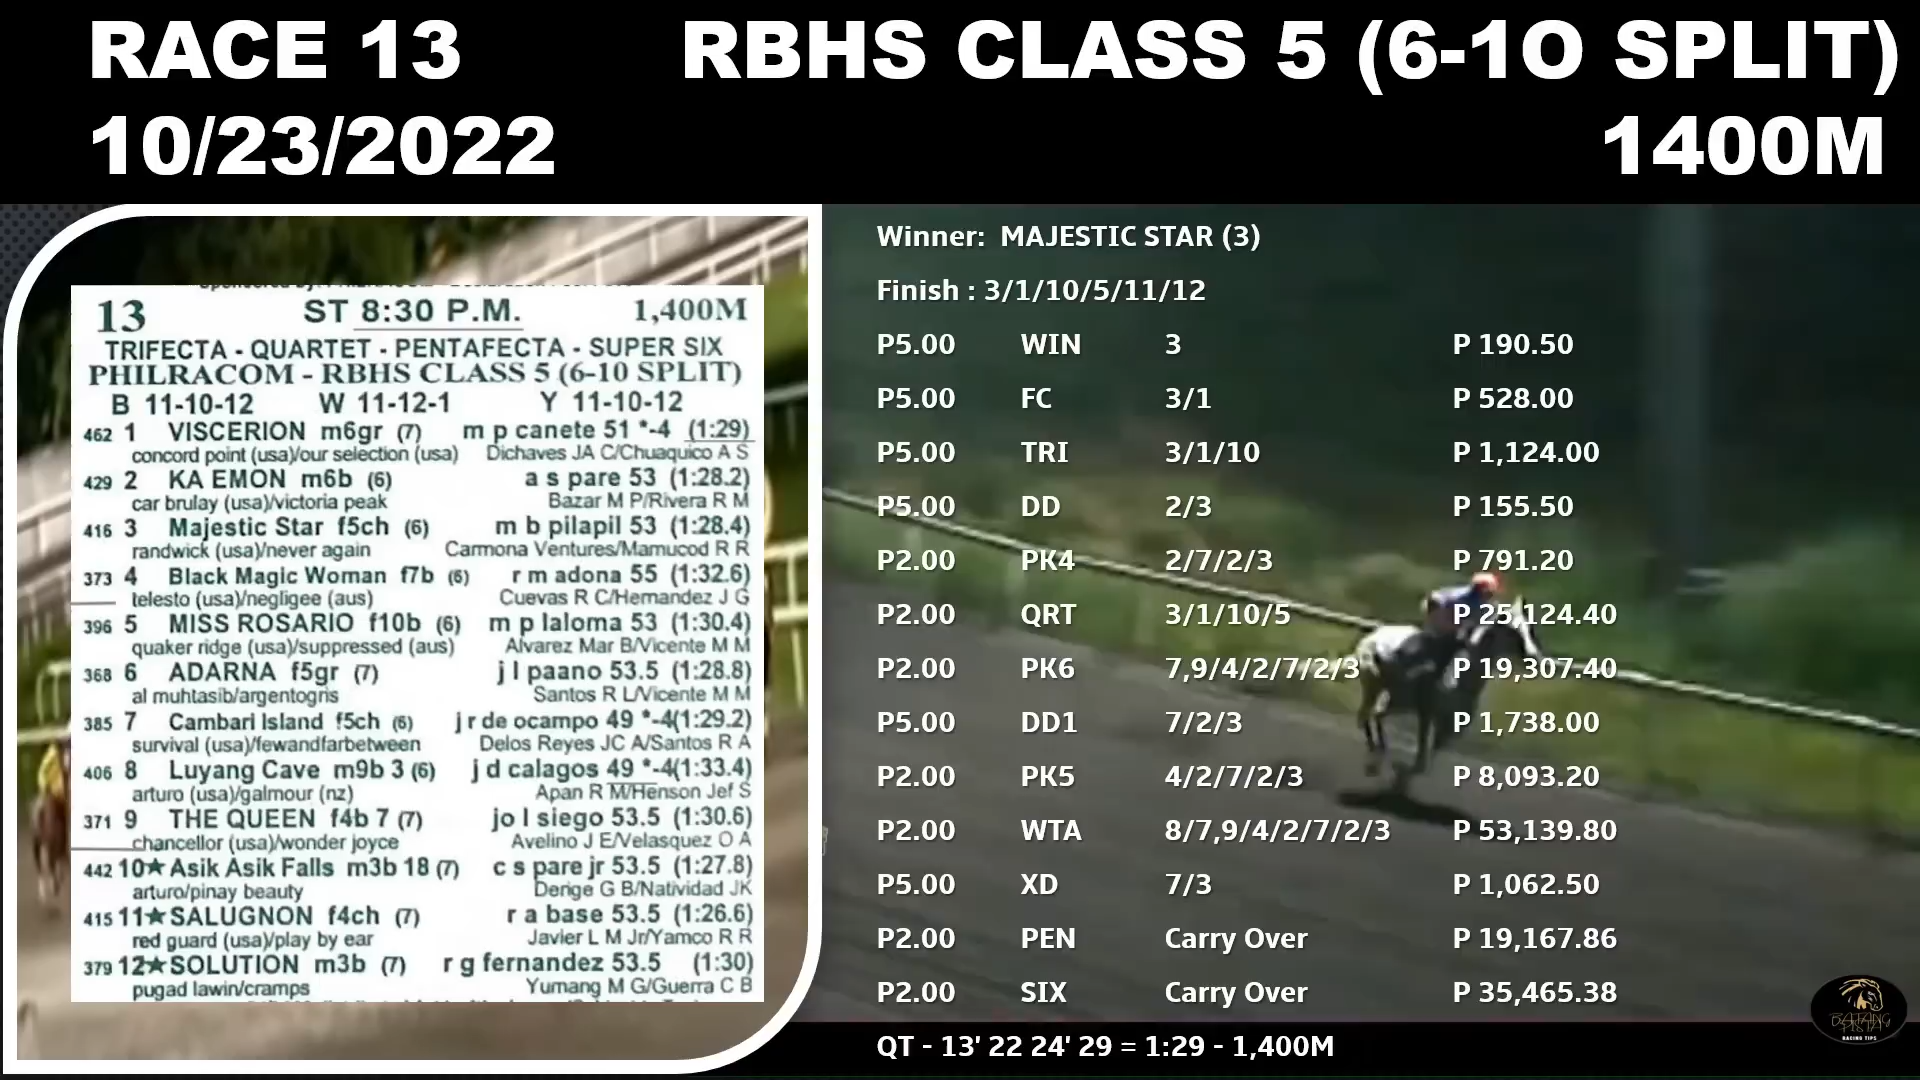 RACE 13
RBHS CLASS 5 (6-1O SPLIT)
10/23/2022
1400M
13 ST 8:30 P.M. 1,400M
TRIFECTA - QUARTET - PENTAFECTA - SUPER SIX
PHILRACOM - RBHS CLASS 5 (6-10 SPLIT)
B 11-10-12 W 11-12-1 Y 11-10-12
462 1 VISCERION m6gr (7) m p canete 51 *-4 (1:29)
concord point (usa)/our selection (usa) Dichaves JA C/Chuaquico A S
429 2 KA EMON m6b (6) a s pare 53 (1:28.2)
car brulay (usa)/victoria peak Bazar M P/Rivera R M
416 3 Majestic Star f5ch (6) m b pilapil 53 (1:28.4)
randwick (usa)/never again Carmona Ventures/Mamucod R R
373 4 Black Magic Woman f7b (6) r m adona 55 (1:32.6)
telesto (usa)/negligee (aus) Cuevas R C/Hernandez J G
396 5 MISS ROSARIO f10b (6) m p laloma 53 (1:30.4)
quaker ridge (usa)/suppressed (aus) Alvarez Mar B/Vicente M M
368 6 ADARNA f5gr (7) j l paano 53.5 (1:28.8)
al muhtasib/argentogris Santos R L/Vicente M M
385 7 Cambari Island f5ch (6) j r de ocampo 49 *-4(1:29.2)
survival (usa)/fewandfarbetween Delos Reyes JC A/Santos R A
406 8 Luyang Cave m9b 3 (6) j d calagos 49 *-4(1:33.4)
arturo (usa)/galmour (nz) Apan R M/Henson Jef S
371 9 THE QUEEN f4b 7 (7) jo l siego 53.5 (1:30.6)
chancellor (usa)/wonder joyce Avelino J E/Velasquez O A
442 10★ Asik Asik Falls m3b 18 (7) c s pare jr 53.5 (1:27.8)
arturo/pinay beauty Derige G B/Natividad JK
415 11★ SALUGNON f4ch (7) r a base 53.5 (1:26.6)
red guard (usa)/play by ear Javier L M Jr/Yamco R R
379 12★ SOLUTION m3b (7) r g fernandez 53.5 (1:30)
pugad lawin/cramps Yumang M G/Guerra C B
Winner: MAJESTIC STAR (3)
Finish : 3/1/10/5/11/12
P5.00 WIN 3 P 190.50
P5.00 FC 3/1 P 528.00
P5.00 TRI 3/1/10 P 1,124.00
P5.00 DD 2/3 P 155.50
P2.00 PK4 2/7/2/3 P 791.20
P2.00 QRT 3/1/10/5 P 25,124.40
P2.00 PK6 7,9/4/2/7/2/3 P 19,307.40
P5.00 DD1 7/2/3 P 1,738.00
P2.00 PK5 4/2/7/2/3 P 8,093.20
P2.00 WTA 8/7,9/4/2/7/2/3 P 53,139.80
P5.00 XD 7/3 P 1,062.50
P2.00 PEN Carry Over P 19,167.86
P2.00 SIX Carry Over P 35,465.38
QT - 13' 22 24' 29 = 1:29 - 1,400M
BATANG
PISTA
RACING TIPS